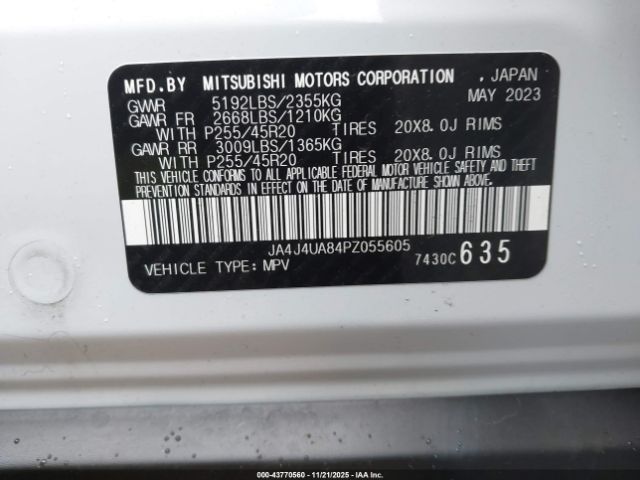 MFD.BY MITSUBISHI MOTORS CORPORATION . JAPAN
GVWR 5192LBS/2355KG MAY 2023
GAWR FR 2668LBS/1210KG
WITH P255/45R20 TIRES 20X8.0J RIMS
GAWR RR 3009LBS/1365KG
WITH P255/45R20 TIRES 20X8.0J RIMS
THIS VEHICLE CONFORMS TO ALL APPLICABLE FEDERAL MOTOR VEHICLE SAFETY AND THEFT
PREVENTION STANDARDS IN EFFECT ON THE DATE OF MANUFACTURE SHOWN ABOVE.
JA4J4UA84PZ055605
VEHICLE TYPE: MPV 7430C 635
000-43770560 - 11/21/2025 - IAAI.COM